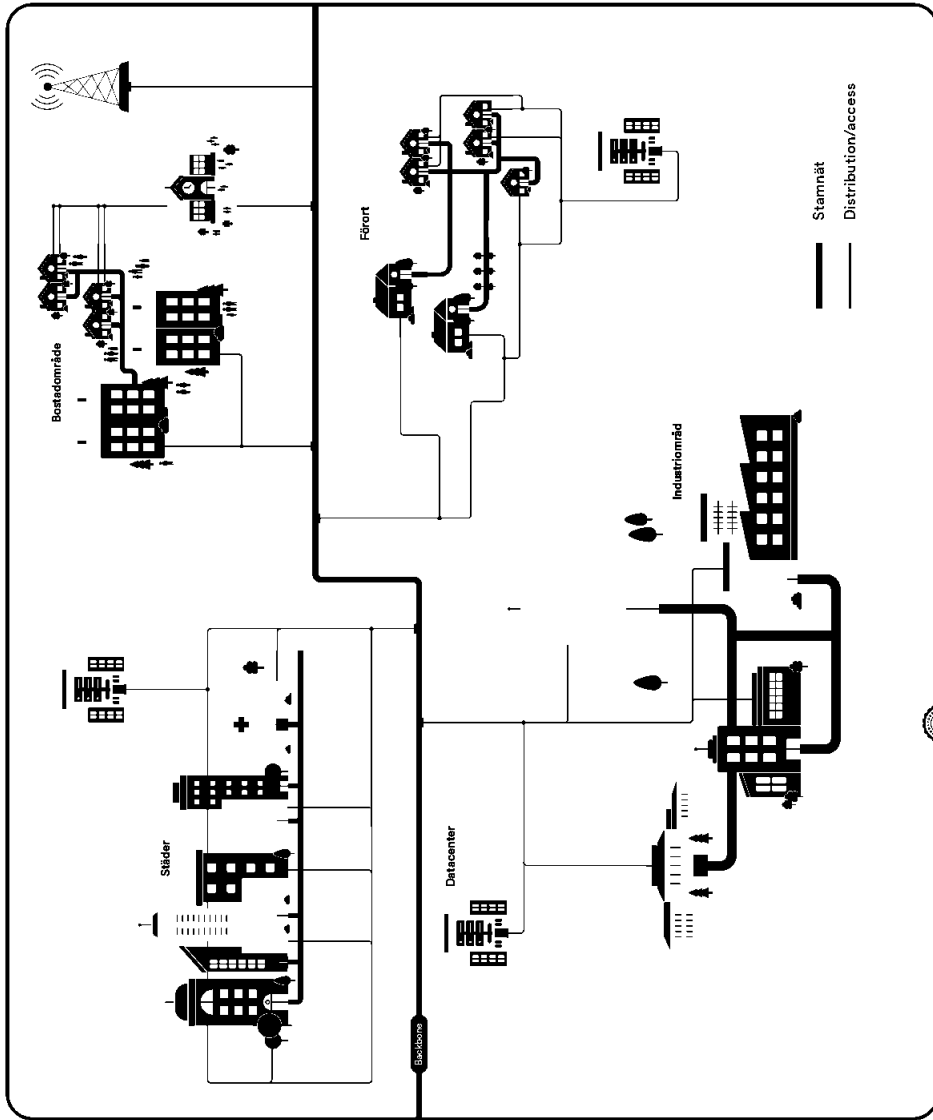 Städer
Bostadområde
Backbone
Datacenter
Förort
Industriområd
Stamnät
Distribution/access